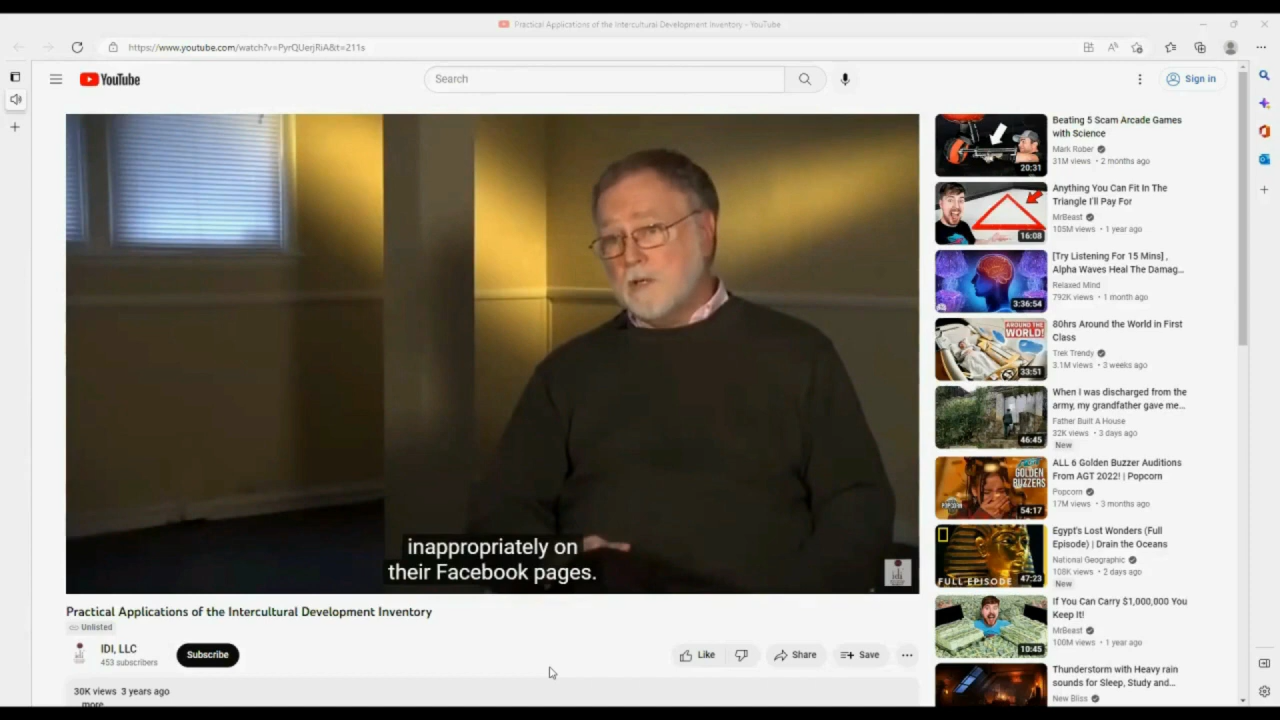 Practical Applications of the Intercultural Development Inventory - YouTube
https://www.youtube.com/watch?v=PyrQUerjRiA&t=211s
YouTube
Search
Sign in
inappropriately on
their Facebook pages.
idi
Practical Applications of the Intercultural Development Inventory
Unlisted
IDI, LLC
453 subscribers
Subscribe
Like
Share
Save
30K views 3 years ago
more
20:31
Beating 5 Scam Arcade Games
with Science
Mark Rober
31M views • 2 months ago
16:08
Anything You Can Fit In The
Triangle I'll Pay For
MrBeast
105M views • 1 year ago
3:36:54
[Try Listening For 15 Mins] ,
Alpha Waves Heal The Damag...
Relaxed Mind
792K views • 1 month ago
AROUND THE
WORLD!
33:51
80hrs Around the World in First
Class
Trek Trendy
3.1M views • 3 weeks ago
46:45
When I was discharged from the
army, my grandfather gave me...
Father Built A House
32K views • 3 days ago
New
GOLDEN
BUZZERS
POPCORN
54:17
ALL 6 Golden Buzzer Auditions
From AGT 2022! | Popcorn
Popcorn
17M views • 3 months ago
FULL EPISODE
47:23
Egypt's Lost Wonders (Full
Episode) | Drain the Oceans
National Geographic
108K views • 2 days ago
New
10:45
If You Can Carry $1,000,000 You
Keep It!
MrBeast
100M views • 1 year ago
Thunderstorm with Heavy rain
sounds for Sleep, Study and...
New Bliss